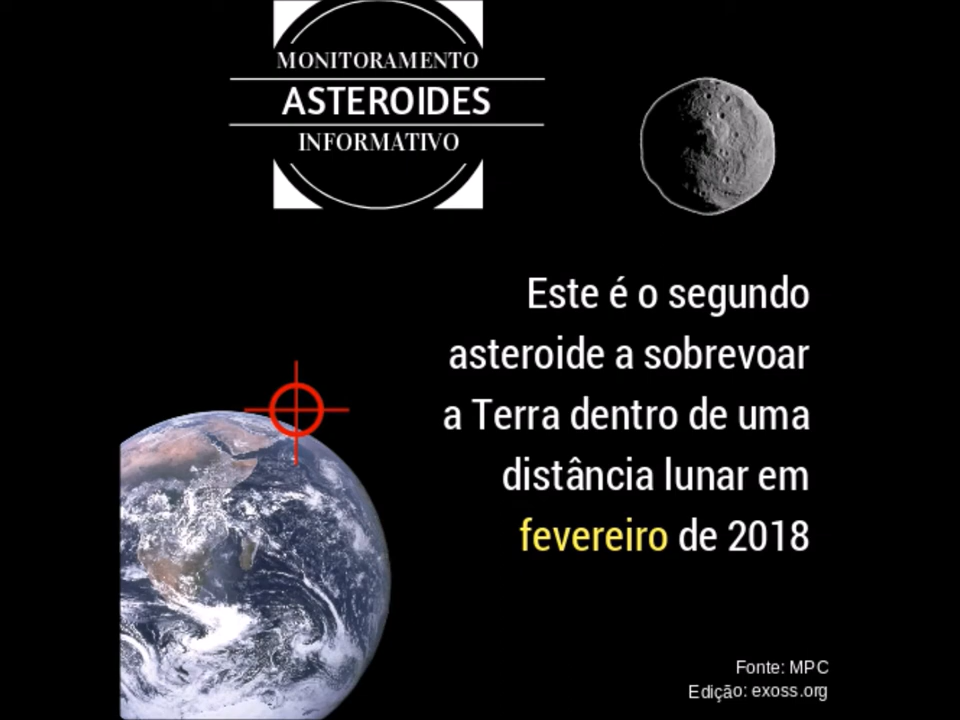 MONITORAMENTO
ASTEROIDES
INFORMATIVO
Este é o segundo
asteroide a sobrevoar
a Terra dentro de uma
distância lunar em
fevereiro de 2018
Fonte: MPC
Edição: exoss.org